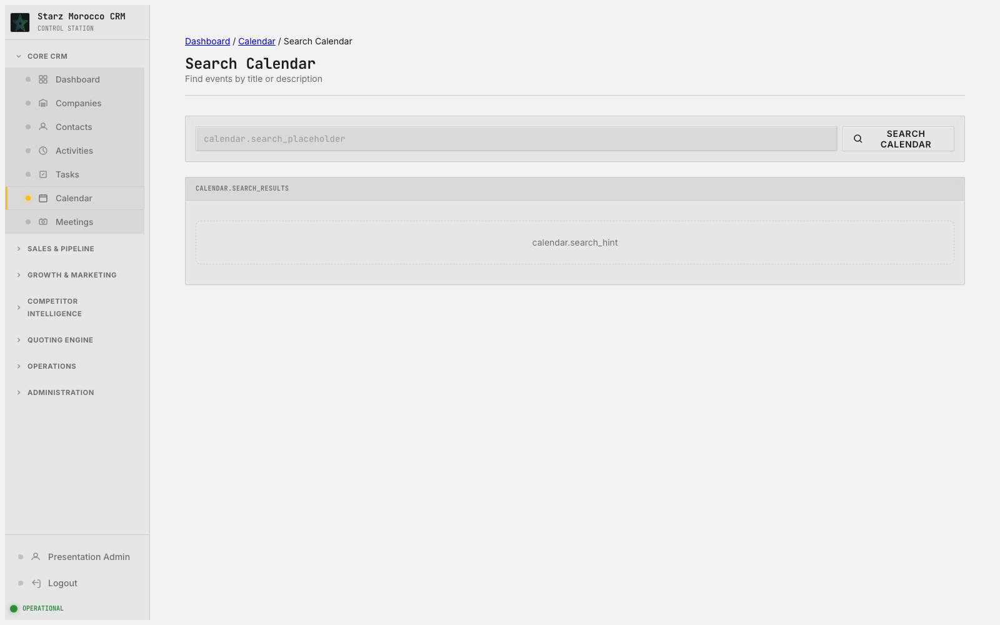 Starz Morocco CRM
CONTROL STATION
CORE CRM
Dashboard
Companies
Contacts
Activities
Tasks
Calendar
Meetings
SALES & PIPELINE
GROWTH & MARKETING
COMPETITOR
INTELLIGENCE
QUOTING ENGINE
OPERATIONS
ADMINISTRATION
Presentation Admin
Logout
OPERATIONAL
Dashboard / Calendar / Search Calendar
Search Calendar
Find events by title or description
calendar.search_placeholder
SEARCH
CALENDAR
CALENDAR.SEARCH_RESULTS
calendar.search_hint